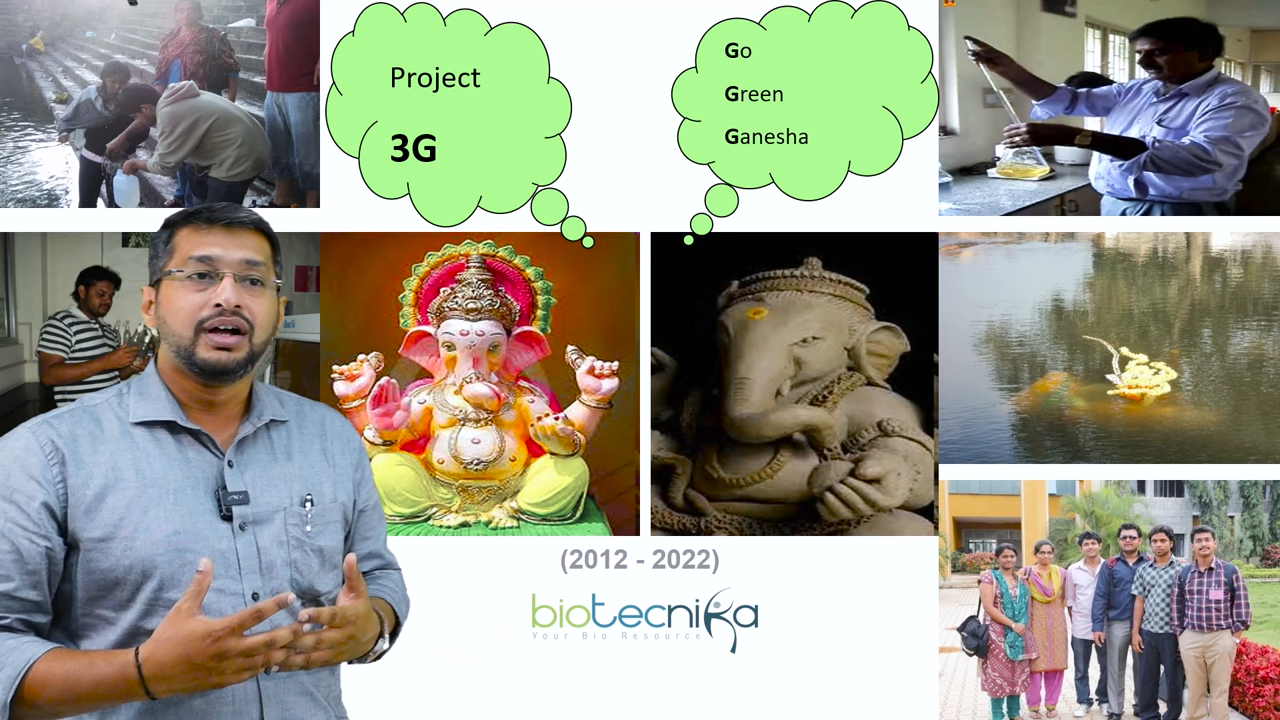 Project
3G
Go
Green
Ganesha
(2012 - 2022)
biotecnika
Your Bio Resource